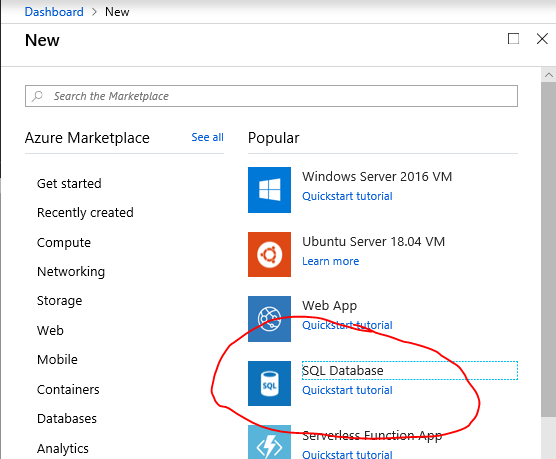 Dashboard > New
New
Search the Marketplace
Azure Marketplace
See all
Get started
Recently created
Compute
Networking
Storage
Web
Mobile
Containers
Databases
Analytics
Popular
Windows Server 2016 VM
Quickstart tutorial
Ubuntu Server 18.04 VM
Learn more
Web App
Quickstart tutorial
SQL
SQL Database
Quickstart tutorial
Serverless Function App
Quickstart tutorial